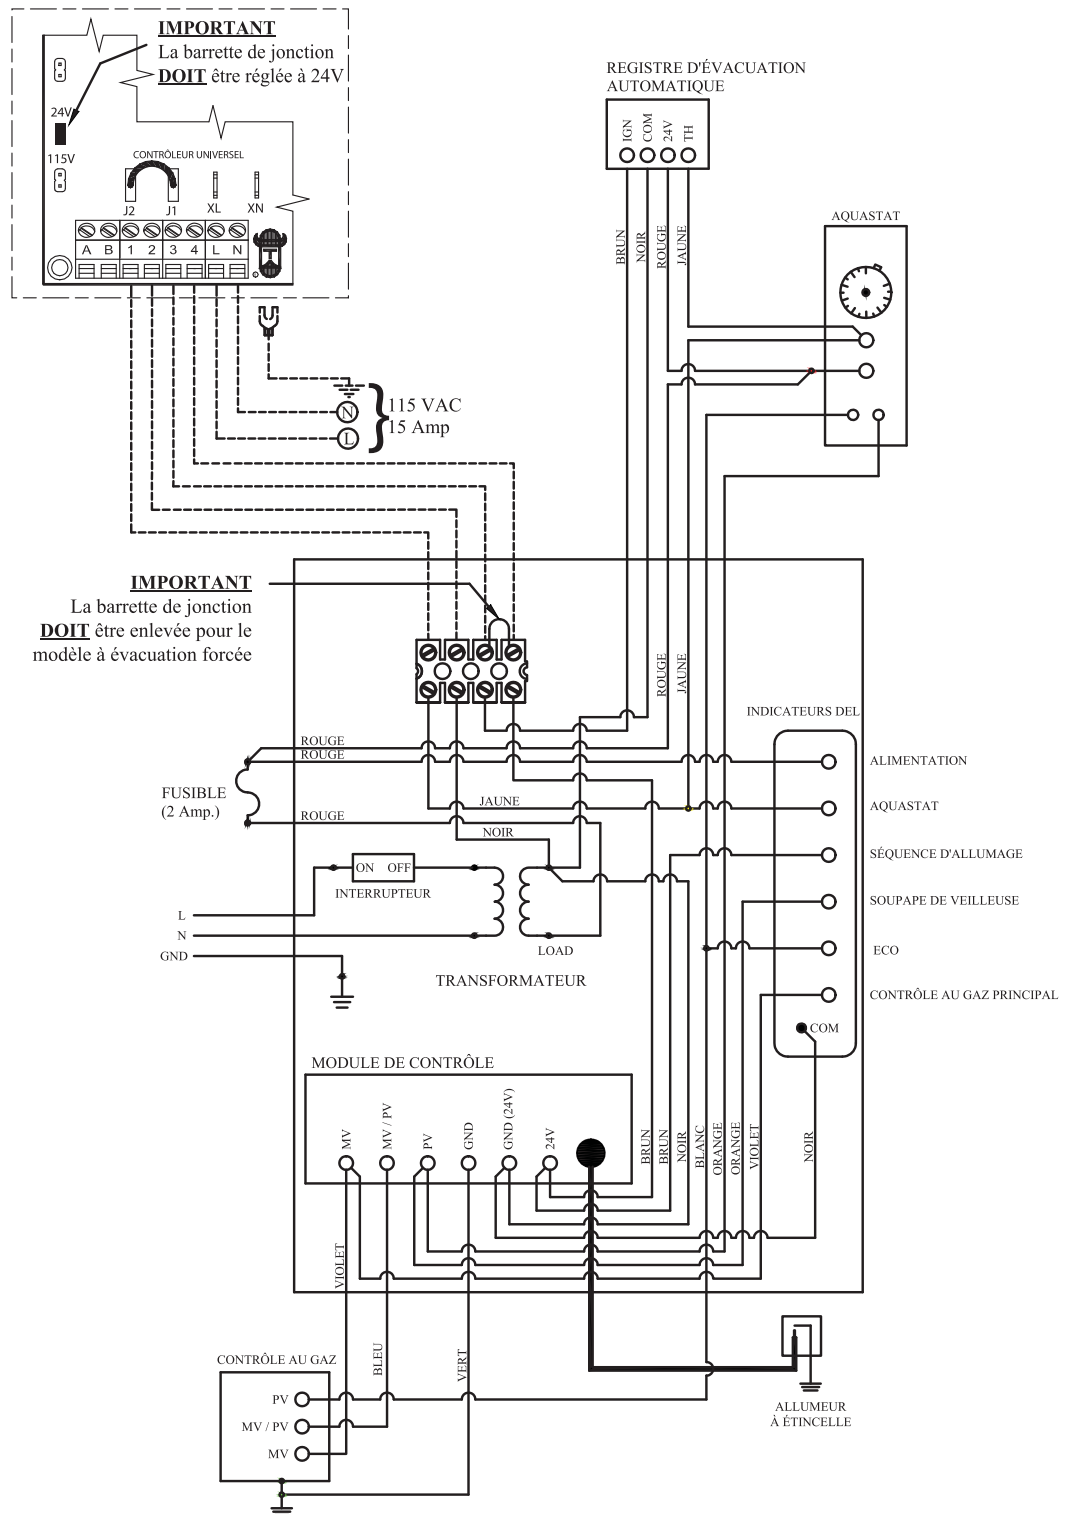 IMPORTANT
La barrette de jonction
DOIT être réglée à 24V
24V
115V
CONTRÔLEUR UNIVERSEL
J2
J1
XL
XN
A B 1 2 3 4 L N
T
N
L
115 VAC
15 Amp
REGISTRE D'ÉVACUATION
AUTOMATIQUE
IGN
COM
24V
TH
BRUN
NOIR
ROUGE
JAUNE
AQUASTAT
IMPORTANT
La barrette de jonction
DOIT être enlevée pour le
modèle à évacuation forcée
ROUGE
JAUNE
INDICATEURS DEL
ALIMENTATION
AQUASTAT
SÉQUENCE D'ALLUMAGE
SOUPAPE DE VEILLEUSE
ECO
CONTRÔLE AU GAZ PRINCIPAL
COM
ROUGE
ROUGE
FUSIBLE
(2 Amp.)
JAUNE
ROUGE
NOIR
ON OFF
INTERRUPTEUR
L
N
GND
LOAD
TRANSFORMATEUR
MODULE DE CONTRÔLE
MV
MV / PV
PV
GND
GND (24V)
24V
BRUN
BRUN
NOIR
BLANC
ORANGE
ORANGE
VIOLET
NOIR
VIOLET
BLEU
VERT
CONTRÔLE AU GAZ
PV
MV / PV
MV
ALLUMEUR
À ÉTINCELLE